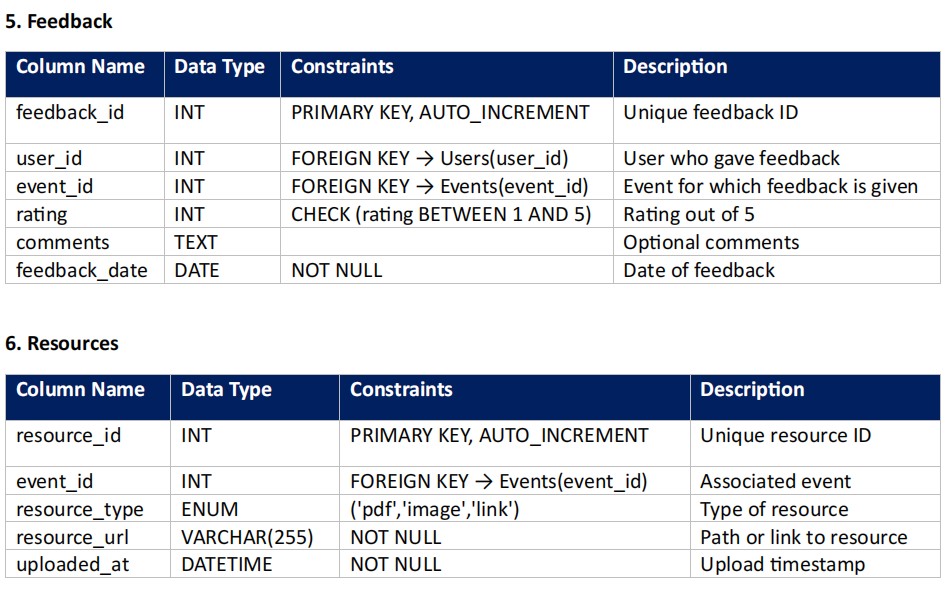 5. Feedback
Column Name Data Type Constraints Description
feedback_id INT PRIMARY KEY, AUTO_INCREMENT Unique feedback ID
user_id INT FOREIGN KEY → Users(user_id) User who gave feedback
event_id INT FOREIGN KEY → Events(event_id) Event for which feedback is given
rating INT CHECK (rating BETWEEN 1 AND 5) Rating out of 5
comments TEXT Optional comments
feedback_date DATE NOT NULL Date of feedback
6. Resources
Column Name Data Type Constraints Description
resource_id INT PRIMARY KEY, AUTO_INCREMENT Unique resource ID
event_id INT FOREIGN KEY → Events(event_id) Associated event
resource_type ENUM ('pdf','image','link') Type of resource
resource_url VARCHAR(255) NOT NULL Path or link to resource
uploaded_at DATETIME NOT NULL Upload timestamp